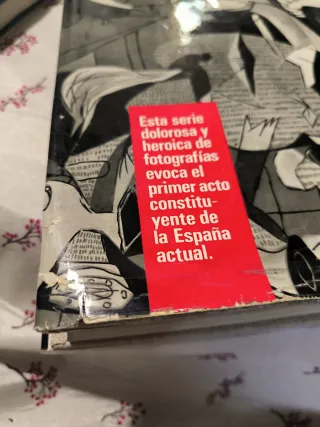 Esta serie
dolorosa y
heroica de
fotografías
evoca el
primer acto
constitu-
yente de
la España
actual.